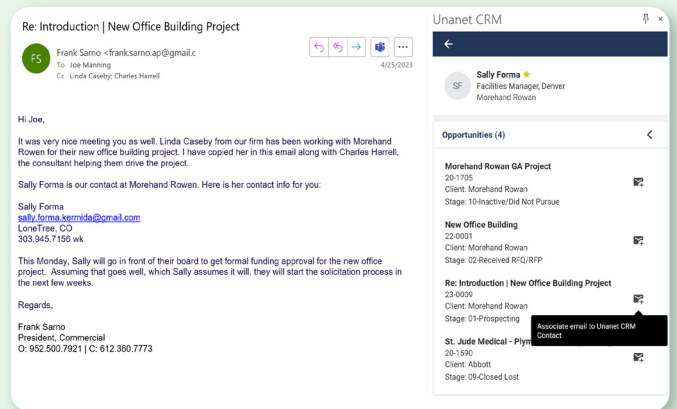 Re: Introduction | New Office Building Project
FS
Frank Sarno <frank.sarno.ap@gmail.c
To Joe Manning
Cc Linda Caseby; Charles Harrell
4/25/2023
Hi Joe,
It was very nice meeting you as well. Linda Caseby from our firm has been working with Morehand
Rowen for their new office building project. I have copied her in this email along with Charles Harrell,
the consultant helping them drive the project.
Sally Forma is our contact at Morehand Rowen. Here is her contact info for you:
Sally Forma
sally.forma.kermida@gmail.com
LoneTree, CO
303.945.7156 wk
This Monday, Sally will go in front of their board to get formal funding approval for the new office
project. Assuming that goes well, which Sally assumes it will, they will start the solicitation process in
the next few weeks.
Regards,
Frank Sarno
President, Commercial
O: 952.500.7921 | C: 612.360.7773
Unanet CRM
SF
Sally Forma
Facilities Manager, Denver
Morehand Rowan
Opportunities (4)
Morehand Rowan GA Project
20-1705
Client: Morehand Rowan
Stage: 10-Inactive/Did Not Pursue
New Office Building
22-0001
Client: Morehand Rowan
Stage: 02-Received RFQ/RFP
Re: Introduction | New Office Building Project
23-0009
Client: Morehand Rowan
Stage: 01-Prospecting
Associate email to Unanet CRM
Contact
St. Jude Medical - Plym
20-1590
Client: Abbott
Stage: 09-Closed Lost